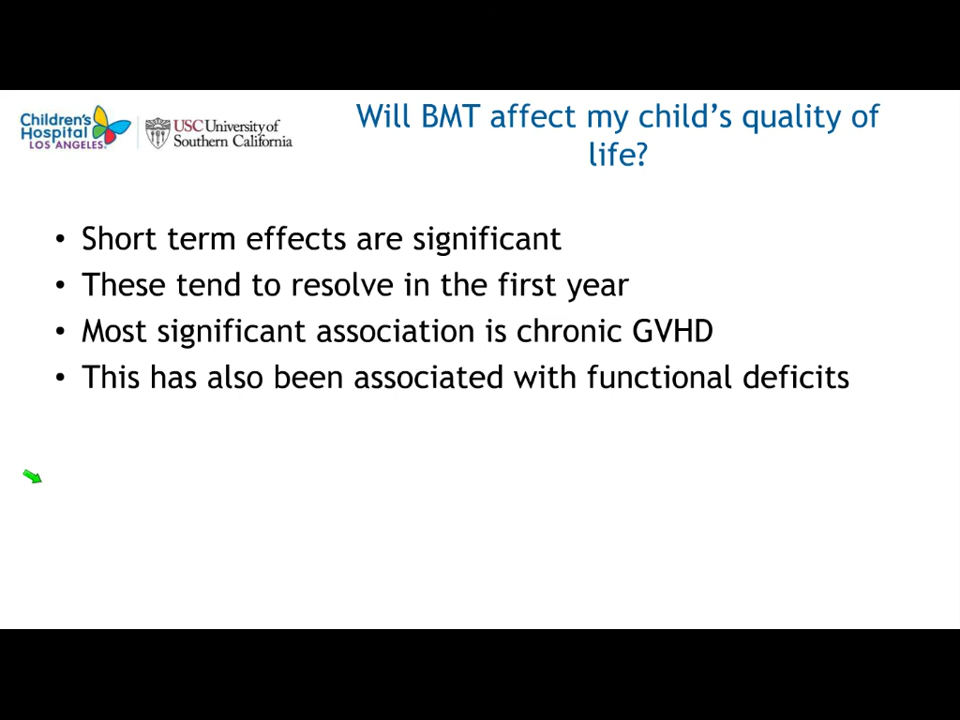 Children's
Hospital
LOS ANGELES
USC University of
Southern California
Will BMT affect my child's quality of
life?
• Short term effects are significant
• These tend to resolve in the first year
• Most significant association is chronic GVHD
• This has also been associated with functional deficits